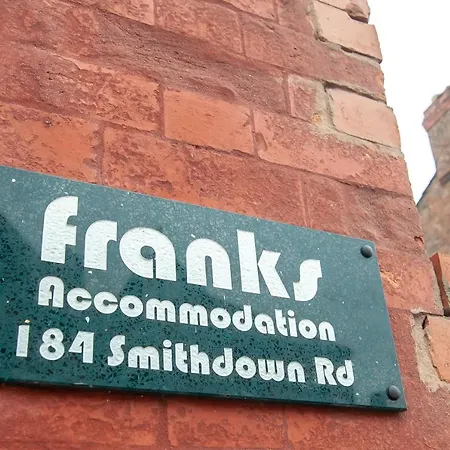 franks
Accommodation
184 Smithdown Rd